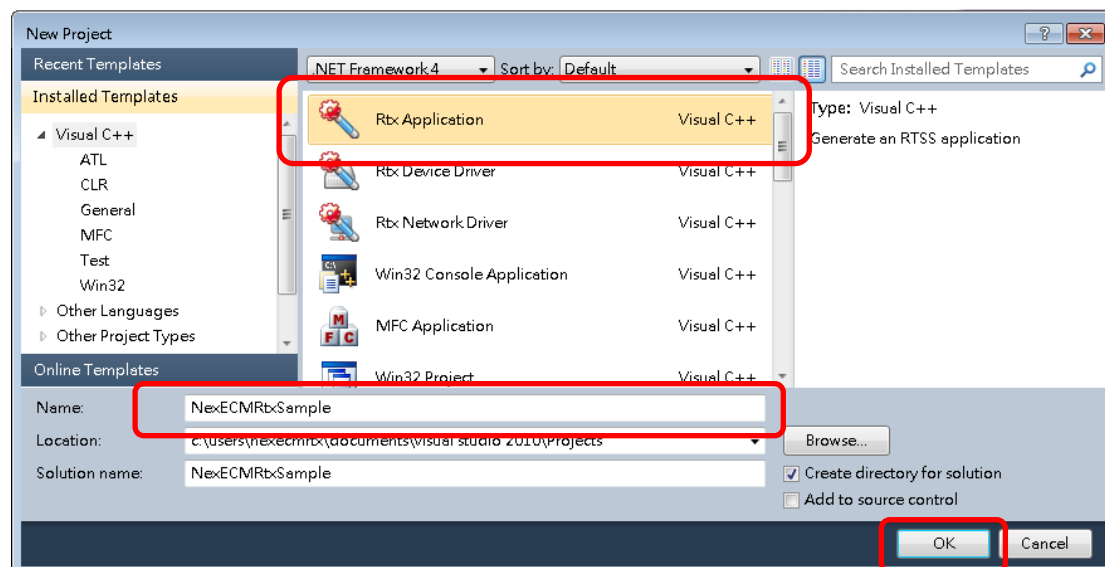 New Project
Recent Templates
.NET Framework 4 Sort by: Default Search Installed Templates
Installed Templates
Visual C++
ATL
CLR
General
MFC
Test
Win32
Other Languages
Other Project Types
Online Templates
Rtx Application Visual C++
Rtx Device Driver Visual C++
Rtx Network Driver Visual C++
Win32 Console Application Visual C++
MFC Application Visual C++
Win32 Project Visual C++
Type: Visual C++
Generate an RTSS application
Name: NexECMRtxSample
Location: c:\users\nexecmrtx\documents\visual studio 2010\Projects Browse...
Solution name: NexECMRtxSample
Create directory for solution
Add to source control
OK Cancel